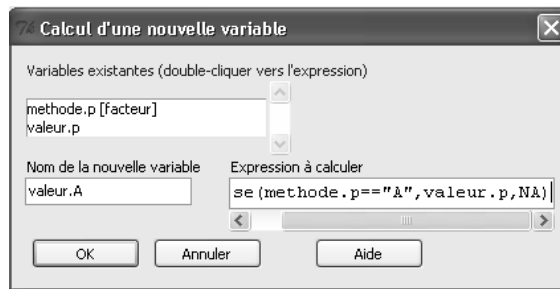 Calcul d'une nouvelle variable
Variables existantes (double-cliquer vers l'expression)
methode.p [facteur]
valeur.p
Nom de la nouvelle variable Expression à calculer
valeur.A se(methode.p=="A",valeur.p,NA)
OK Annuler Aide